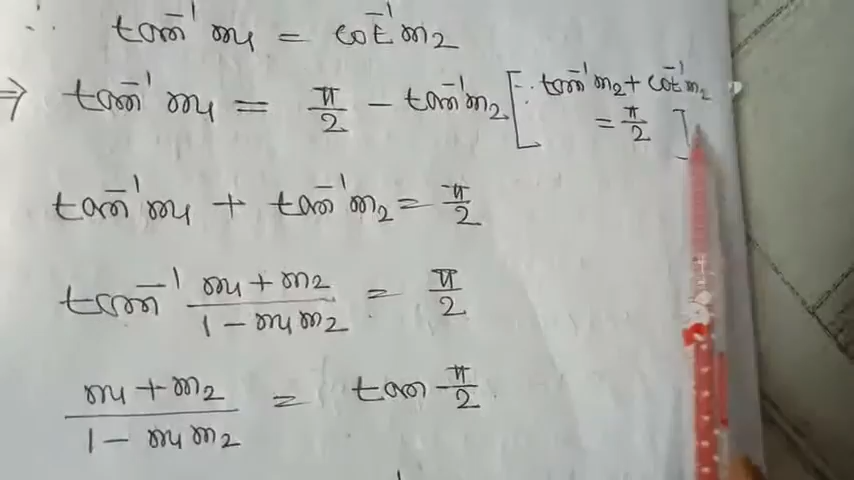 ∴ tan⁻¹ m₁ = cot⁻¹ m₂
⇒ tan⁻¹ m₁ = π/2 − tan⁻¹ m₂ [∵ tan⁻¹ m₂ + cot⁻¹ m₂ = π/2]
tan⁻¹ m₁ + tan⁻¹ m₂ = π/2
tan⁻¹ (m₁ + m₂)/(1 − m₁m₂) = π/2
(m₁ + m₂)/(1 − m₁m₂) = tan π/2